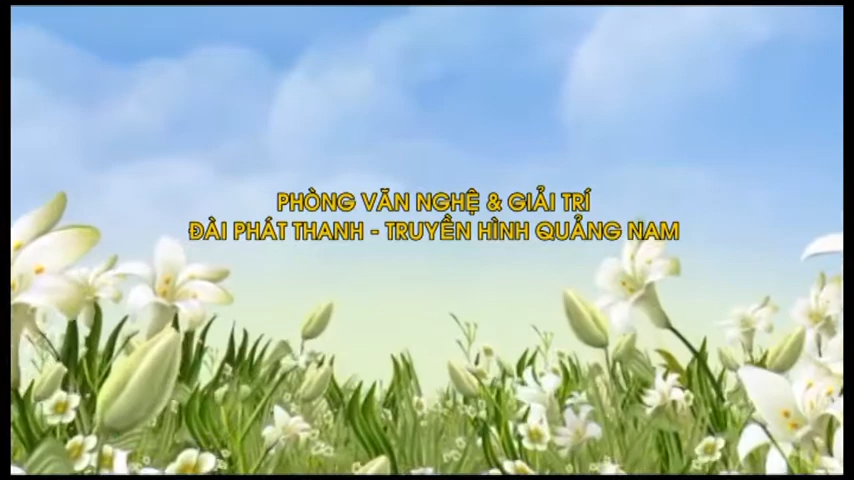 PHÒNG VĂN NGHỆ & GIẢI TRÍ
ĐÀI PHÁT THANH - TRUYỀN HÌNH QUẢNG NAM